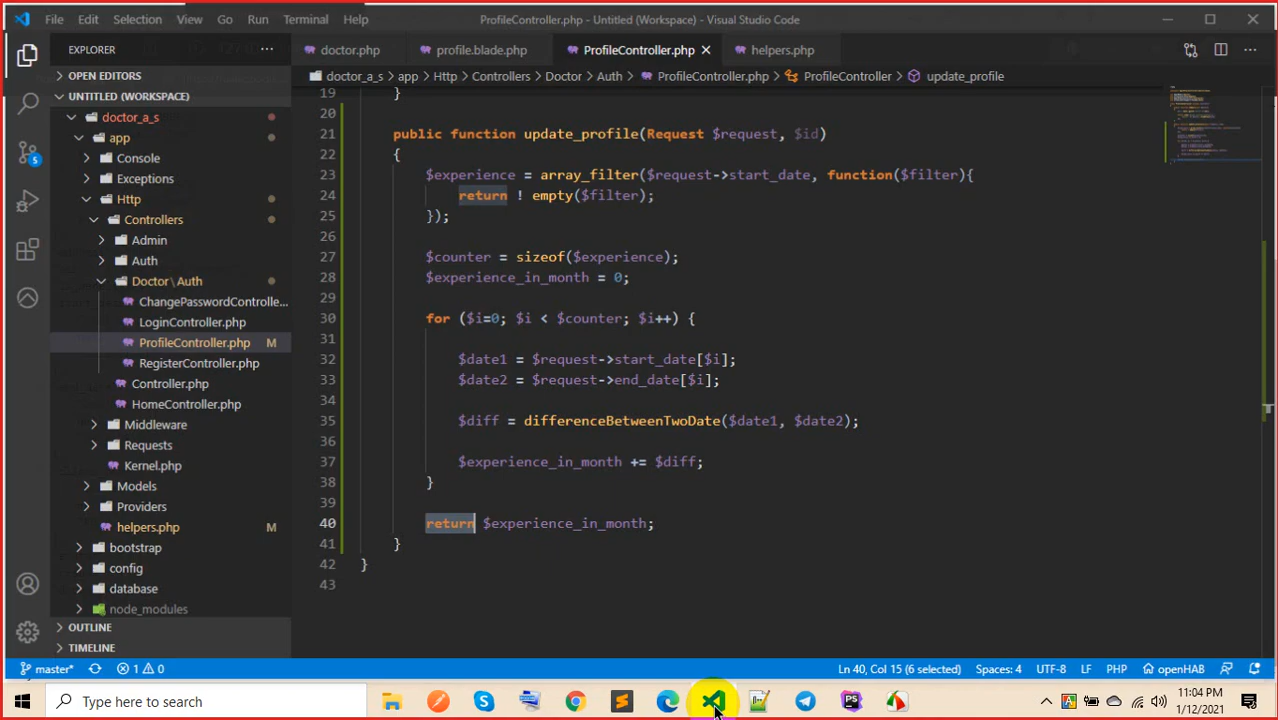 File Edit Selection View Go Run Terminal Help ProfileController.php - Untitled (Workspace) - Visual Studio Code
EXPLORER ···
doctor.php profile.blade.php ProfileController.php helpers.php
OPEN EDITORS
doctor_a_s > app > Http > Controllers > Doctor > Auth > ProfileController.php > ProfileController > update_profile
UNTITLED (WORKSPACE)
doctor_a_s
app
Console
Exceptions
Http
Controllers
Admin
Auth
Doctor\Auth
ChangePasswordControlle...
LoginController.php
ProfileController.php M
RegisterController.php
Controller.php
HomeController.php
Middleware
Requests
Kernel.php
Models
Providers
helpers.php M
bootstrap
config
database
node_modules
OUTLINE
TIMELINE
5
19 }
20
21 public function update_profile(Request $request, $id)
22 {
23 $experience = array_filter($request->start_date, function($filter){
24 return ! empty($filter);
25 });
26
27 $counter = sizeof($experience);
28 $experience_in_month = 0;
29
30 for ($i=0; $i < $counter; $i++) {
31
32 $date1 = $request->start_date[$i];
33 $date2 = $request->end_date[$i];
34
35 $diff = differenceBetweenTwoDate($date1, $date2);
36
37 $experience_in_month += $diff;
38 }
39
40 return $experience_in_month;
41 }
42 }
43
master* 1 0 Ln 40, Col 15 (6 selected) Spaces: 4 UTF-8 LF PHP openHAB
Type here to search
11:04 PM
1/12/2021